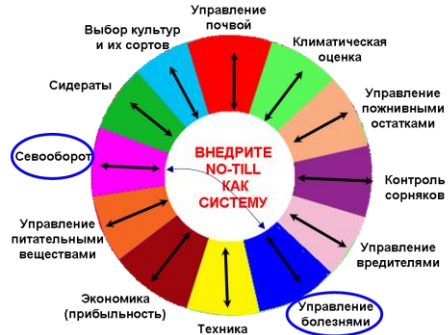 Управление
почвой
Климатическая
оценка
Управление
пожнивными
остатками
Контроль
сорняков
Управление
вредителями
Управление
болезнями
Техника
Экономика
(прибыльность)
Управление
питательными
веществами
Севооборот
Сидераты
Выбор культур
и их сортов
ВНЕДРИТЕ
NO-TILL
КАК
СИСТЕМУ